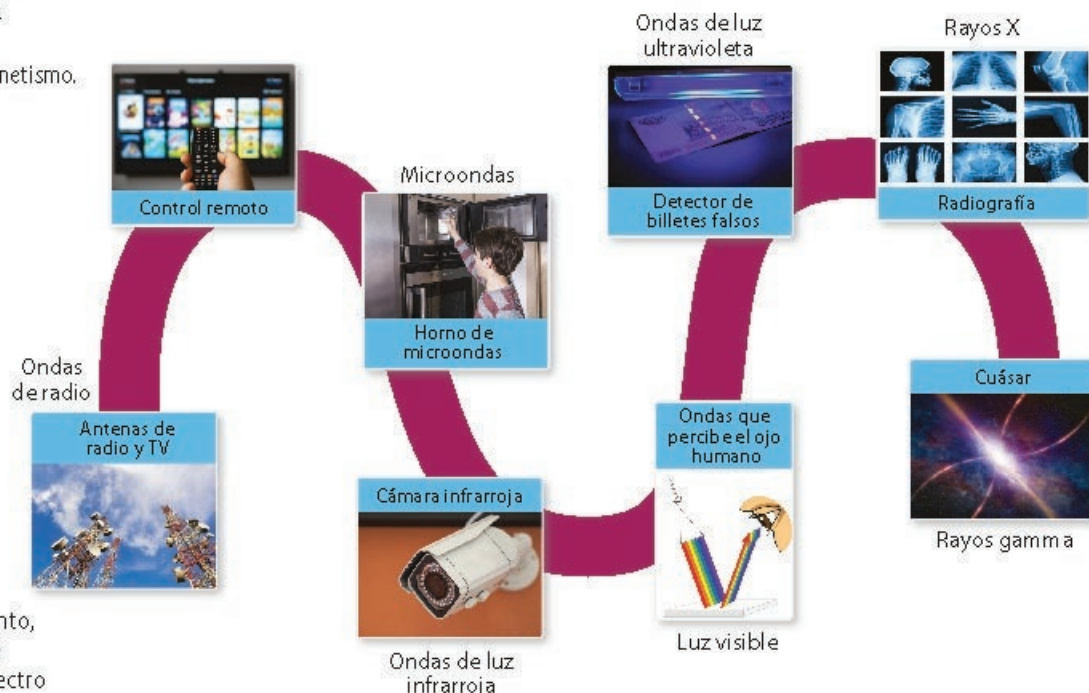 netismo.
Control remoto
Ondas
de radio
Antenas de
radio y TV
Microondas
Horno de
microondas
Cámara infrarroja
Ondas de luz
infrarroja
Ondas que
percibe el ojo
humano
Luz visible
Ondas de luz
ultravioleta
Detector de
billetes falsos
Rayos X
Radiografía
Cuásar
Rayos gamma
nto,
ectro